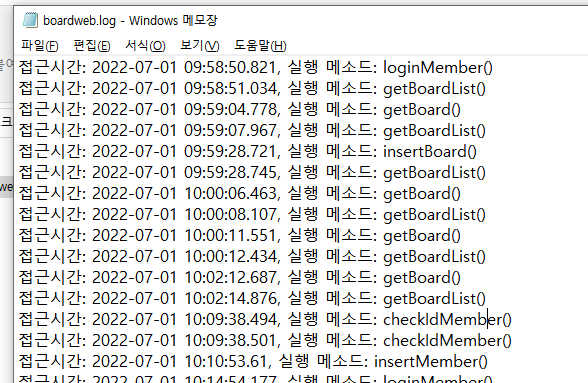 boardweb.log - Windows 메모장
파일(F) 편집(E) 서식(O) 보기(V) 도움말(H)
접근시간: 2022-07-01 09:58:50.821, 실행 메소드: loginMember()
접근시간: 2022-07-01 09:58:51.034, 실행 메소드: getBoardList()
접근시간: 2022-07-01 09:59:04.778, 실행 메소드: getBoard()
접근시간: 2022-07-01 09:59:07.967, 실행 메소드: getBoardList()
접근시간: 2022-07-01 09:59:28.721, 실행 메소드: insertBoard()
접근시간: 2022-07-01 09:59:28.745, 실행 메소드: getBoardList()
접근시간: 2022-07-01 10:00:06.463, 실행 메소드: getBoard()
접근시간: 2022-07-01 10:00:08.107, 실행 메소드: getBoardList()
접근시간: 2022-07-01 10:00:11.551, 실행 메소드: getBoard()
접근시간: 2022-07-01 10:00:12.434, 실행 메소드: getBoardList()
접근시간: 2022-07-01 10:02:12.687, 실행 메소드: getBoard()
접근시간: 2022-07-01 10:02:14.876, 실행 메소드: getBoardList()
접근시간: 2022-07-01 10:09:38.494, 실행 메소드: checkIdMember()
접근시간: 2022-07-01 10:09:38.501, 실행 메소드: checkIdMember()
접근시간: 2022-07-01 10:10:53.61, 실행 메소드: insertMember()
접근시간: 2022-07-01 10:14:54.177, 실행 메소드: loginMember()